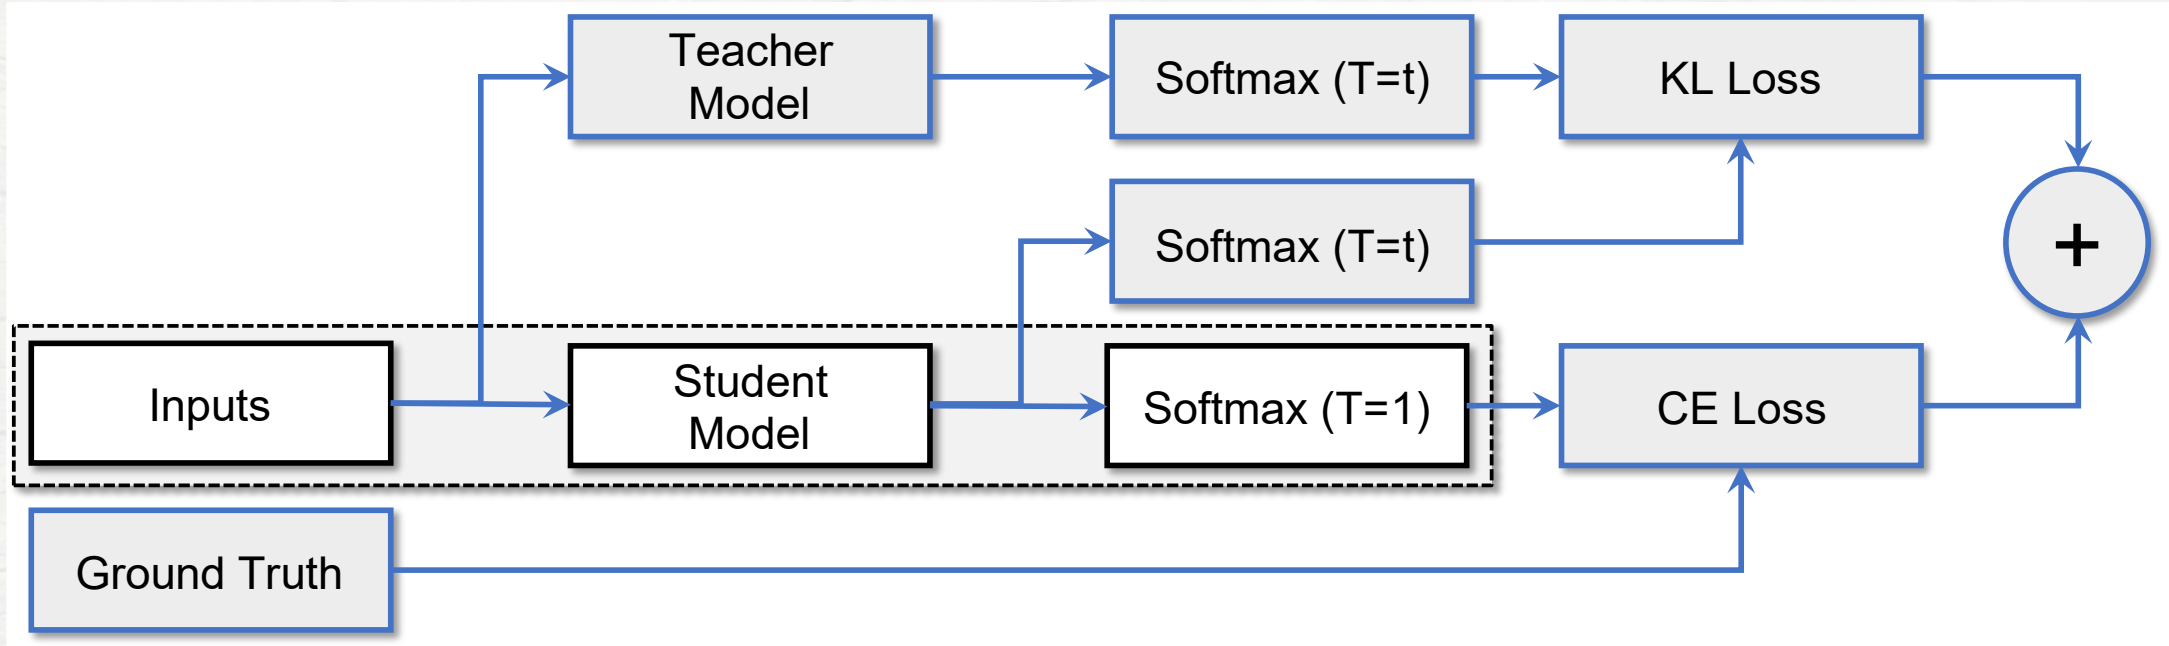 Teacher
Model
Softmax (T=t)
KL Loss
Softmax (T=t)
+
Inputs
Student
Model
Softmax (T=1)
CE Loss
Ground Truth